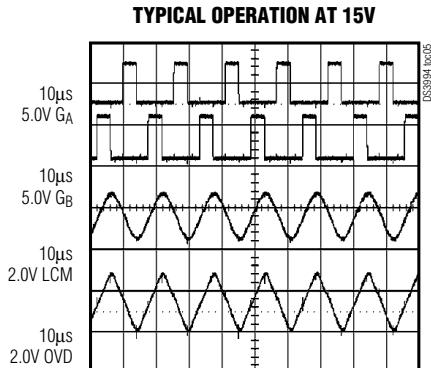 TYPICAL OPERATION AT 15V
DS3994 toc05
10µs
5.0V GA
10µs
5.0V GB
10µs
2.0V LCM
10µs
2.0V OVD